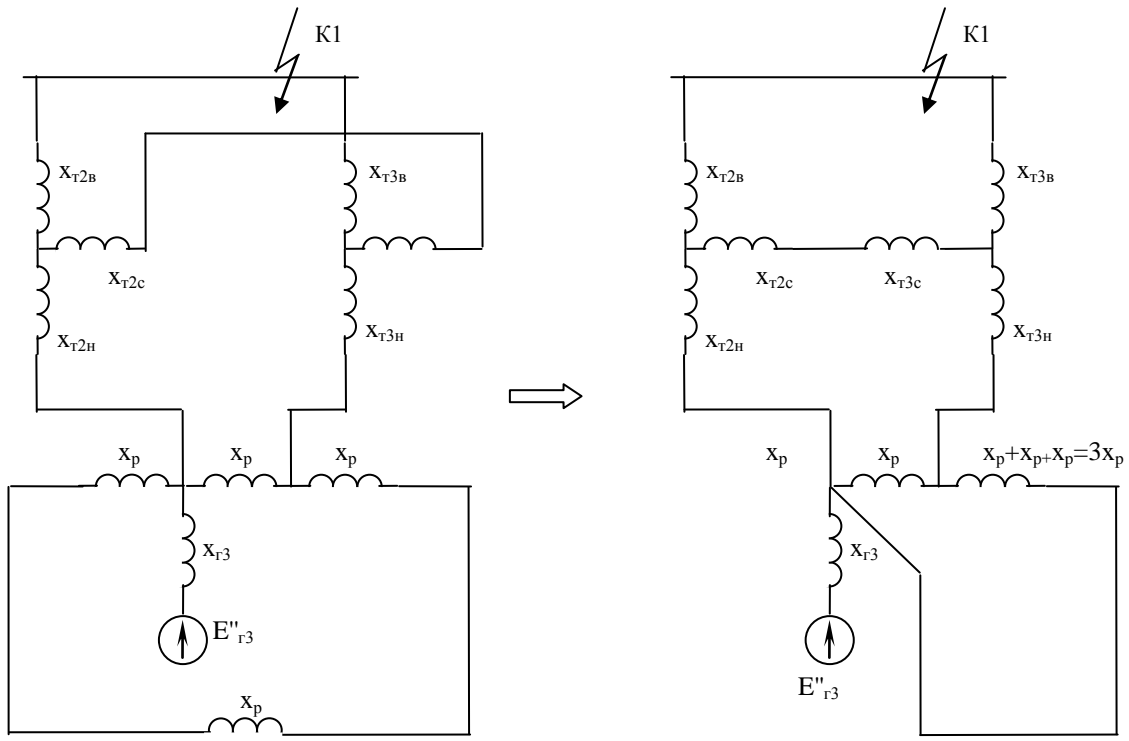 К1
К1
xт2в
xт3в
xт2в
xт3в
xт2с
xт2с
xт3с
xт2н
xт3н
xт2н
xт3н
xр
xр
xр
xр
xр
xр+xр+xр=3xр
xг3
xг3
E"г3
E"г3
xр